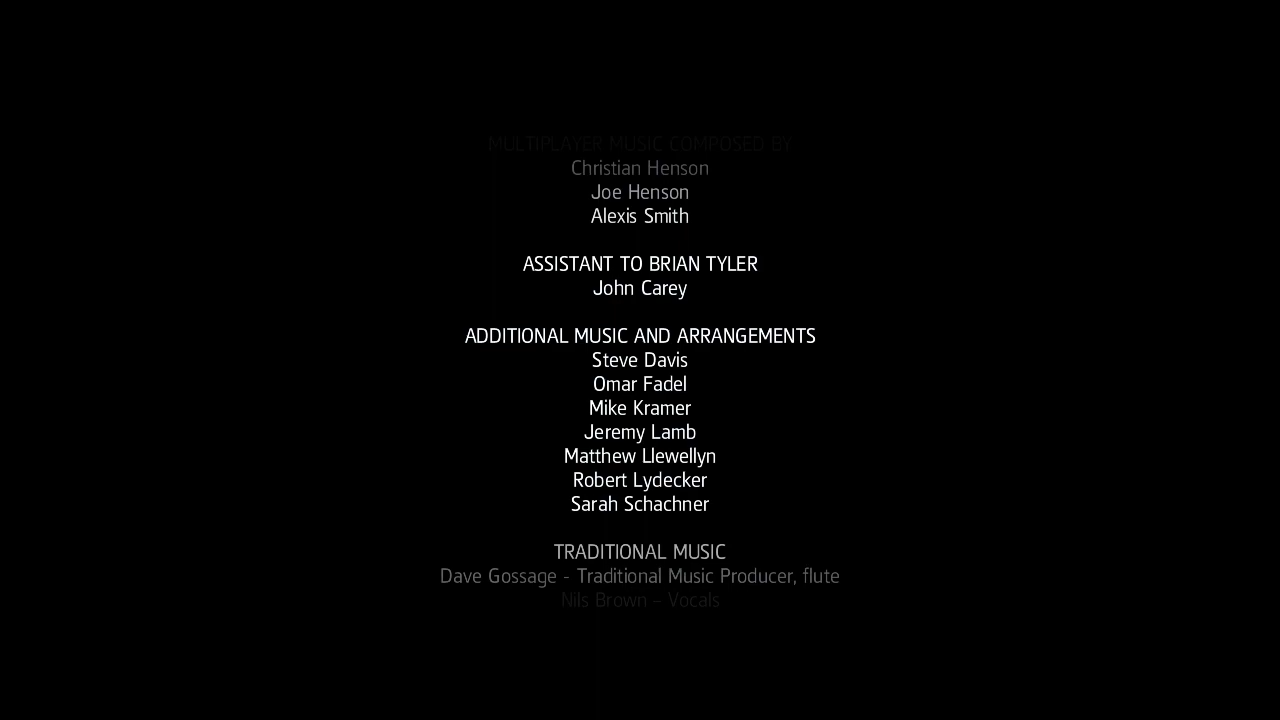 MULTIPLAYER MUSIC COMPOSED BY
Christian Henson
Joe Henson
Alexis Smith
ASSISTANT TO BRIAN TYLER
John Carey
ADDITIONAL MUSIC AND ARRANGEMENTS
Steve Davis
Omar Fadel
Mike Kramer
Jeremy Lamb
Matthew Llewellyn
Robert Lydecker
Sarah Schachner
TRADITIONAL MUSIC
Dave Gossage - Traditional Music Producer, flute
Nils Brown – Vocals